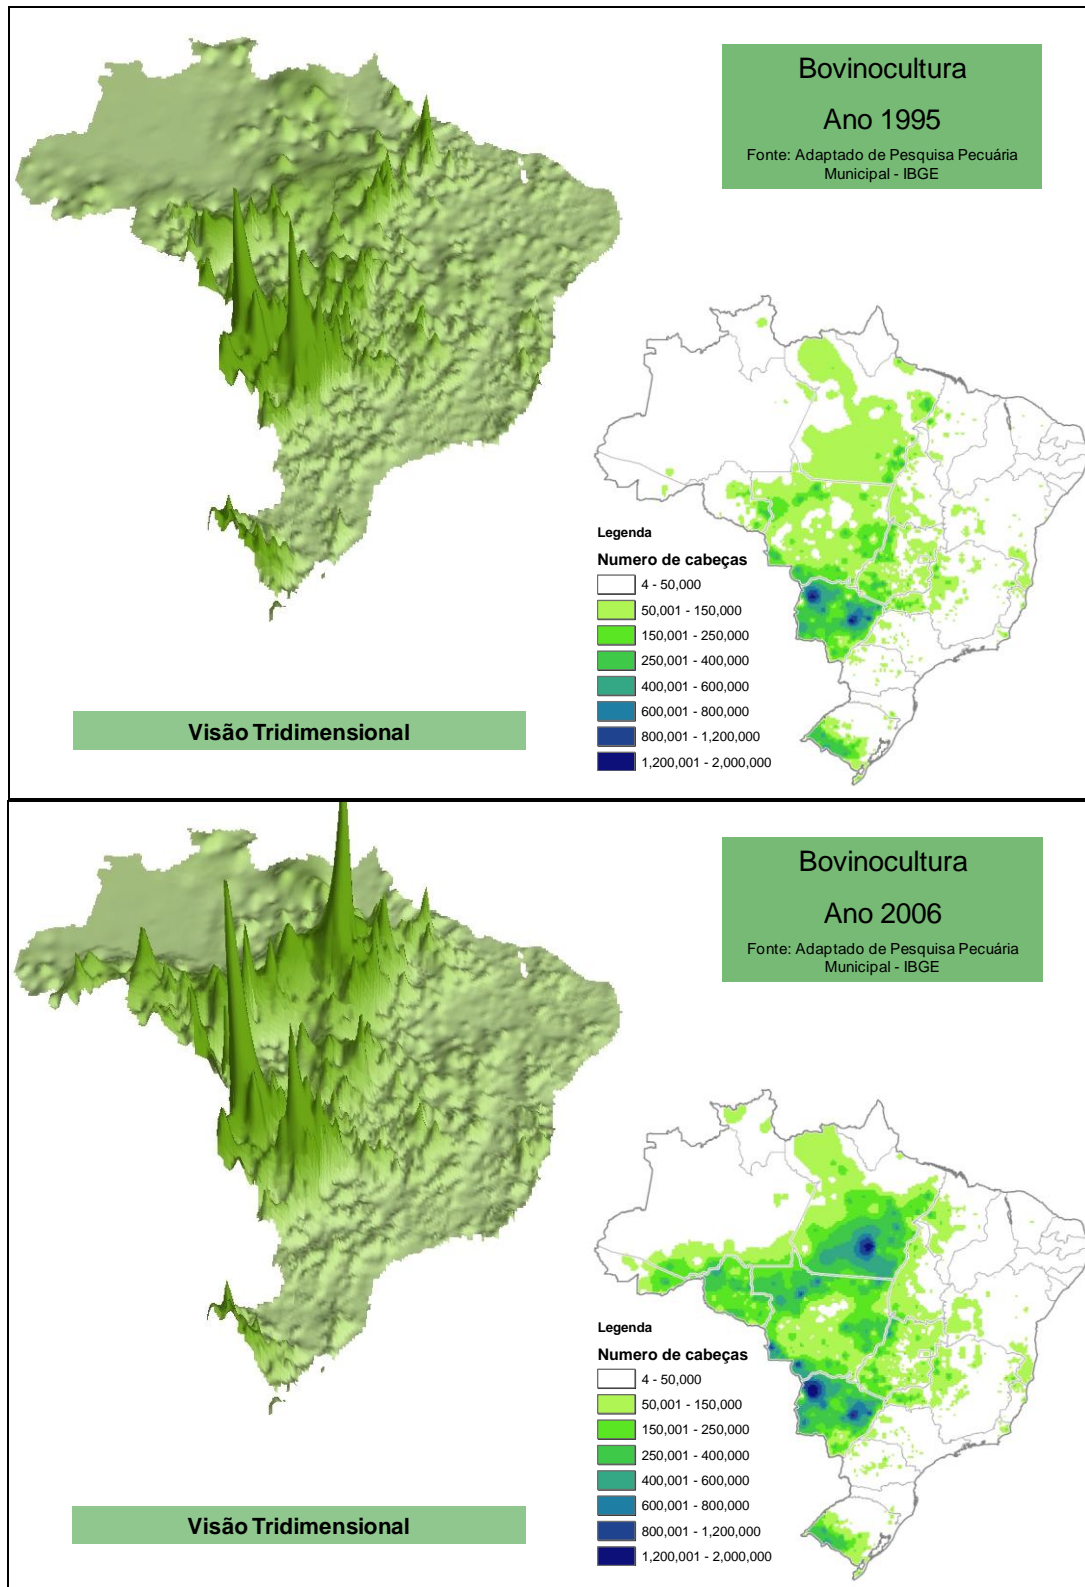 Bovinocultura
Ano 1995
Fonte: Adaptado de Pesquisa Pecuária
Municipal - IBGE
Legenda
Numero de cabeças
4 - 50,000
50,001 - 150,000
150,001 - 250,000
250,001 - 400,000
400,001 - 600,000
600,001 - 800,000
800,001 - 1,200,000
1,200,001 - 2,000,000
Visão Tridimensional
Bovinocultura
Ano 2006
Fonte: Adaptado de Pesquisa Pecuária
Municipal - IBGE
Legenda
Numero de cabeças
4 - 50,000
50,001 - 150,000
150,001 - 250,000
250,001 - 400,000
400,001 - 600,000
600,001 - 800,000
800,001 - 1,200,000
1,200,001 - 2,000,000
Visão Tridimensional